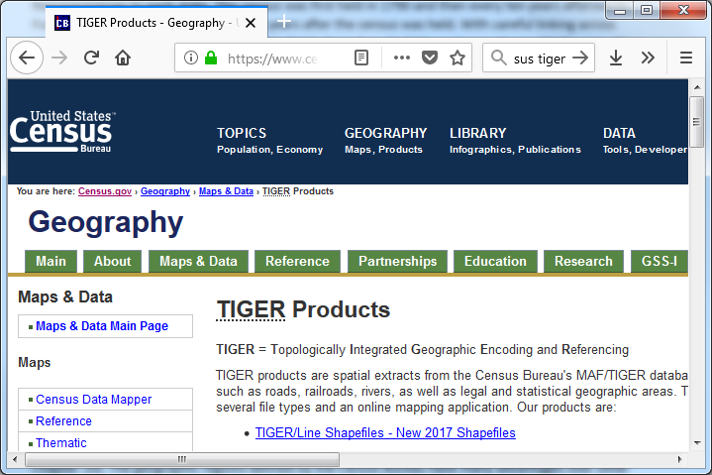 TIGER Products - Geography -
https://www.ce
sus tiger
United States
Census
Bureau
TOPICS
Population, Economy
GEOGRAPHY
Maps, Products
LIBRARY
Infographics, Publications
DATA
Tools, Developer
You are here: Census.gov › Geography › Maps & Data › TIGER Products
Geography
Main About Maps & Data Reference Partnerships Education Research GSS-I
Maps & Data
Maps & Data Main Page
Maps
Census Data Mapper
Reference
Thematic
TIGER Products
TIGER = Topologically Integrated Geographic Encoding and Referencing
TIGER products are spatial extracts from the Census Bureau's MAF/TIGER databa
such as roads, railroads, rivers, as well as legal and statistical geographic areas. T
several file types and an online mapping application. Our products are:
• TIGER/Line Shapefiles - New 2017 Shapefiles